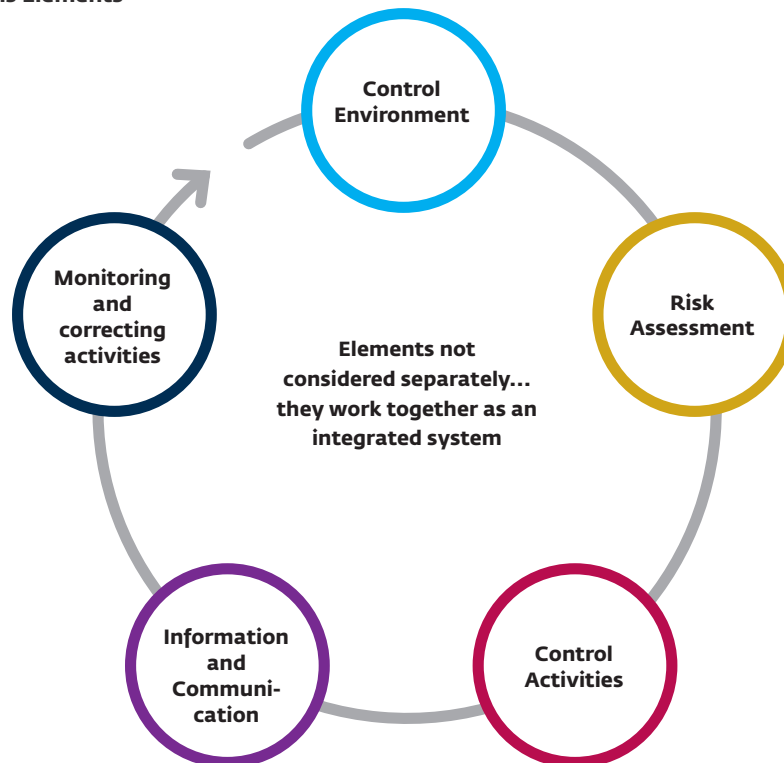 Elements
Control
Environment
Risk
Assessment
Control
Activities
Information
and
Communi-
cation
Monitoring
and
correcting
activities
Elements not
considered separately...
they work together as an
integrated system